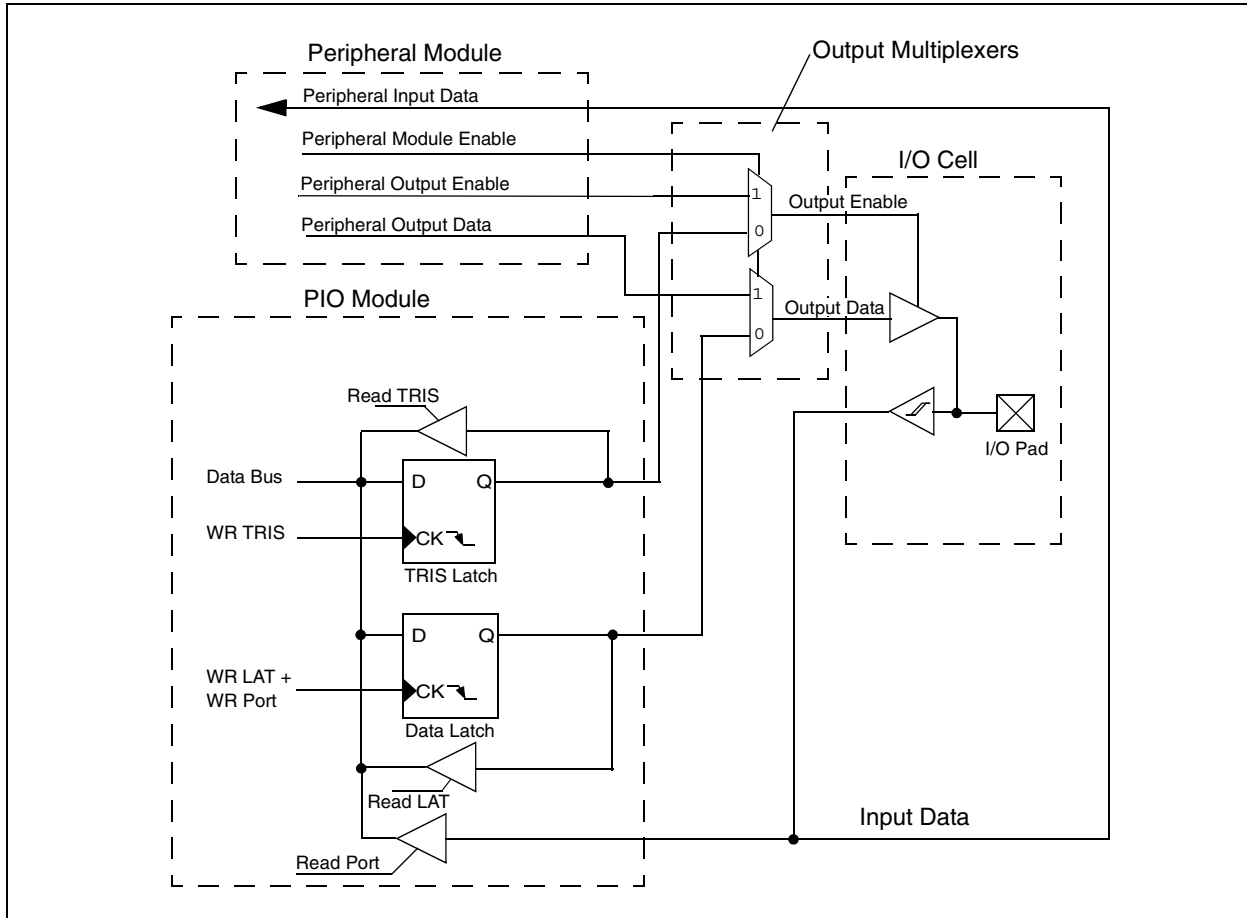 Peripheral Module
Output Multiplexers
Peripheral Input Data
Peripheral Module Enable
I/O Cell
Peripheral Output Enable
1
Output Enable
Peripheral Output Data
0
PIO Module
1
Output Data
0
Read TRIS
I/O Pad
Data Bus
D
Q
WR TRIS
CK
TRIS Latch
D
Q
WR LAT +
WR Port
CK
Data Latch
Read LAT
Input Data
Read Port